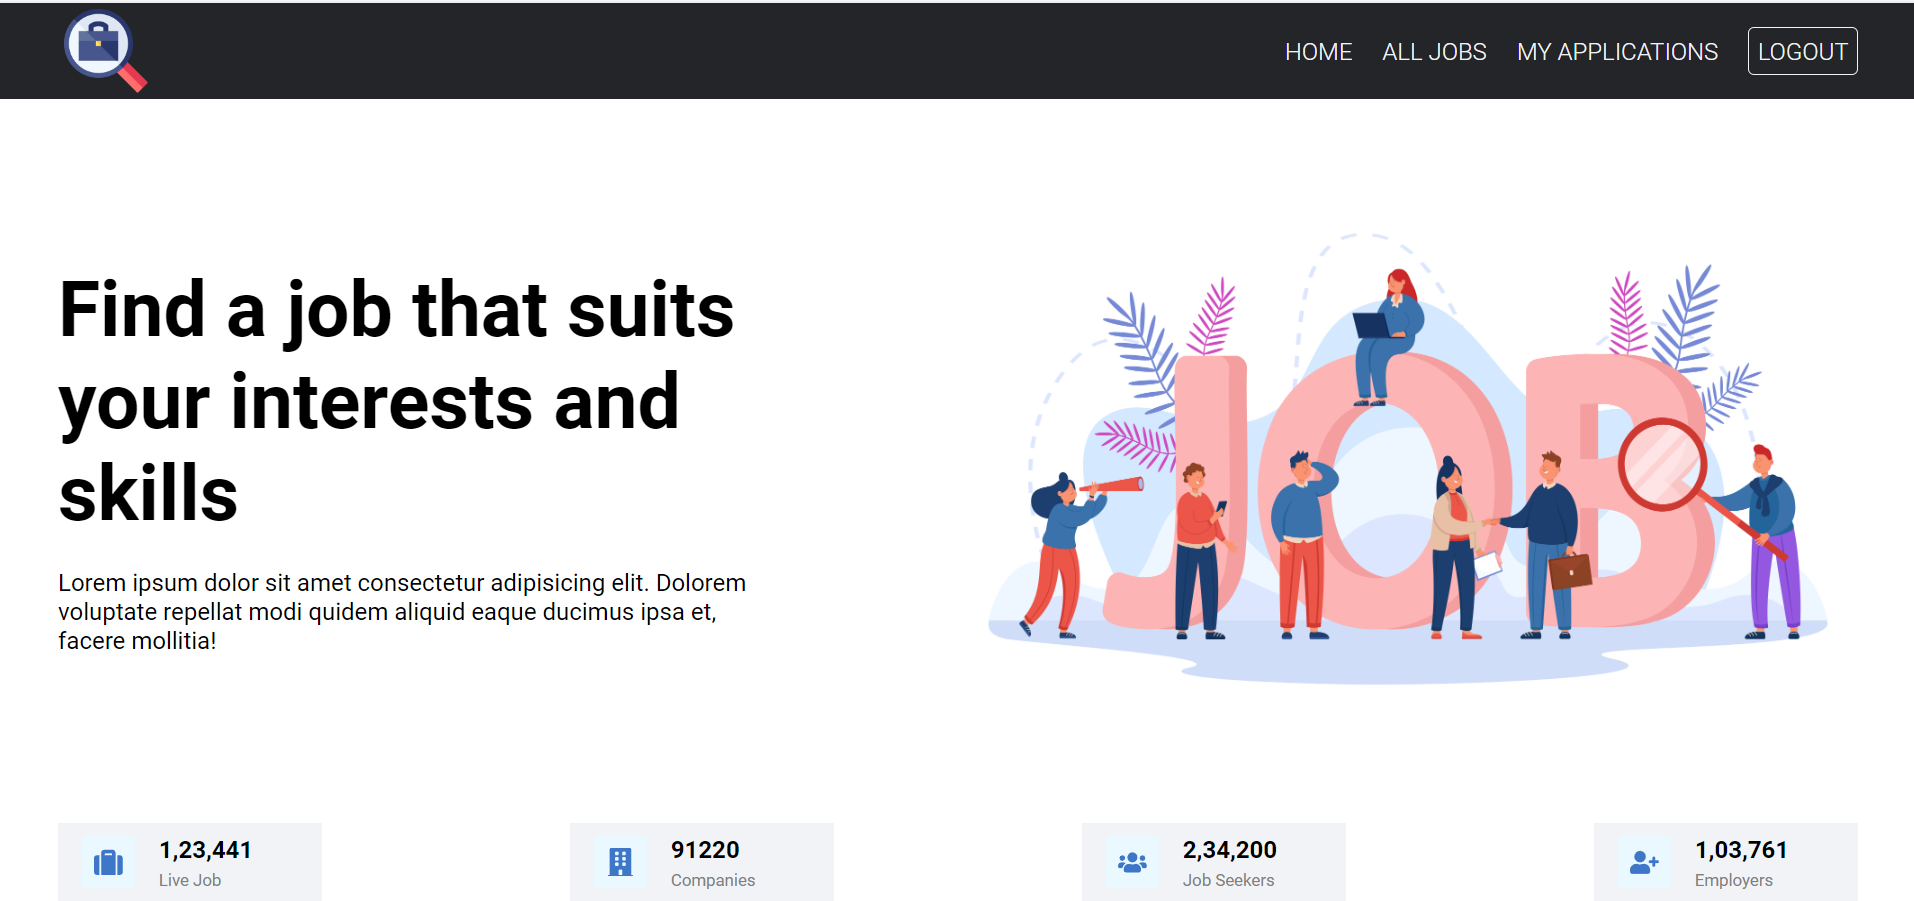 HOME ALL JOBS MY APPLICATIONS LOGOUT
Find a job that suits
your interests and
skills
Lorem ipsum dolor sit amet consectetur adipisicing elit. Dolorem
voluptate repellat modi quidem aliquid eaque ducimus ipsa et,
facere mollitia!
JOB
1,23,441
Live Job
91220
Companies
2,34,200
Job Seekers
1,03,761
Employers